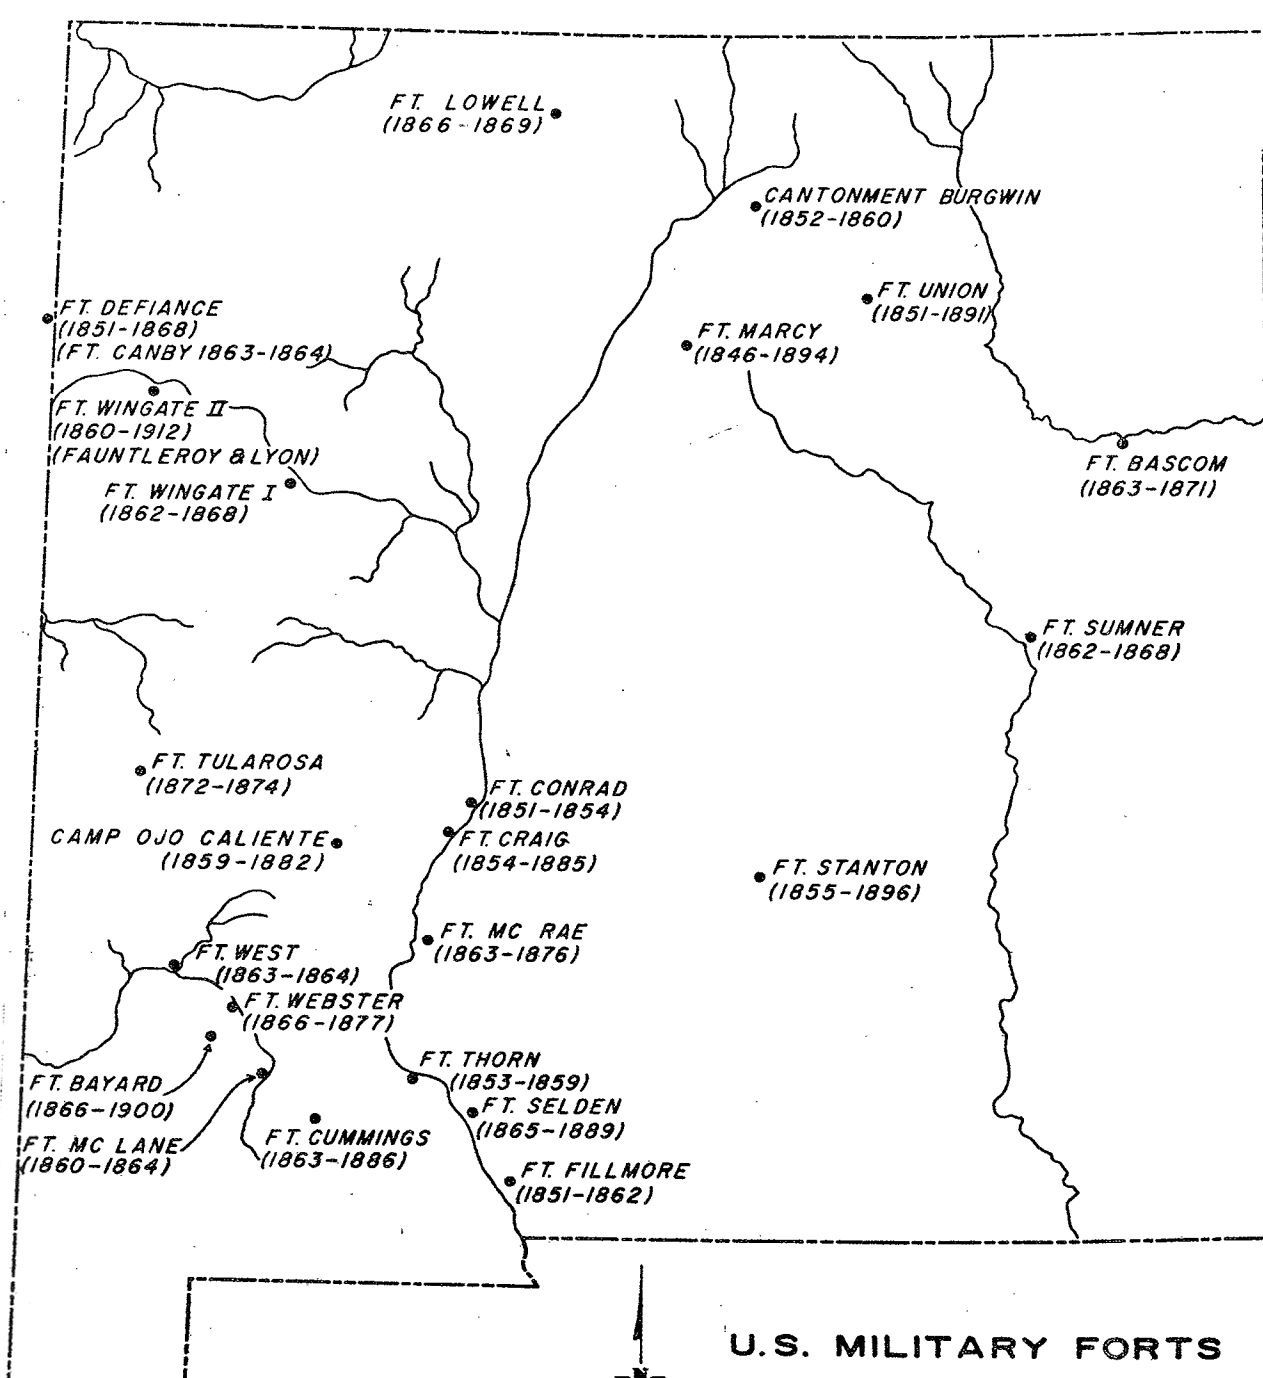 FT. LOWELL
(1866-1869)
CANTONMENT BURGWIN
(1852-1860)
FT. UNION
(1851-1891)
FT. DEFIANCE
(1851-1868)
(FT. CANBY 1863-1864)
FT. MARCY
(1846-1894)
FT. WINGATE II
(1860-1912)
(FAUNTLEROY & LYON)
FT. WINGATE I
(1862-1868)
FT. BASCOM
(1863-1871)
FT. SUMNER
(1862-1868)
FT. TULAROSA
(1872-1874)
FT. CONRAD
(1851-1854)
CAMP OJO CALIENTE
(1859-1882)
FT. CRAIG
(1854-1885)
FT. STANTON
(1855-1896)
FT. MC RAE
(1863-1876)
FT. WEST
(1863-1864)
FT. WEBSTER
(1866-1877)
FT. THORN
(1853-1859)
FT. BAYARD
(1866-1900)
FT. SELDEN
(1865-1889)
FT. MC LANE
(1860-1864)
FT. CUMMINGS
(1863-1886)
FT. FILLMORE
(1851-1862)
U.S. MILITARY FORTS
N